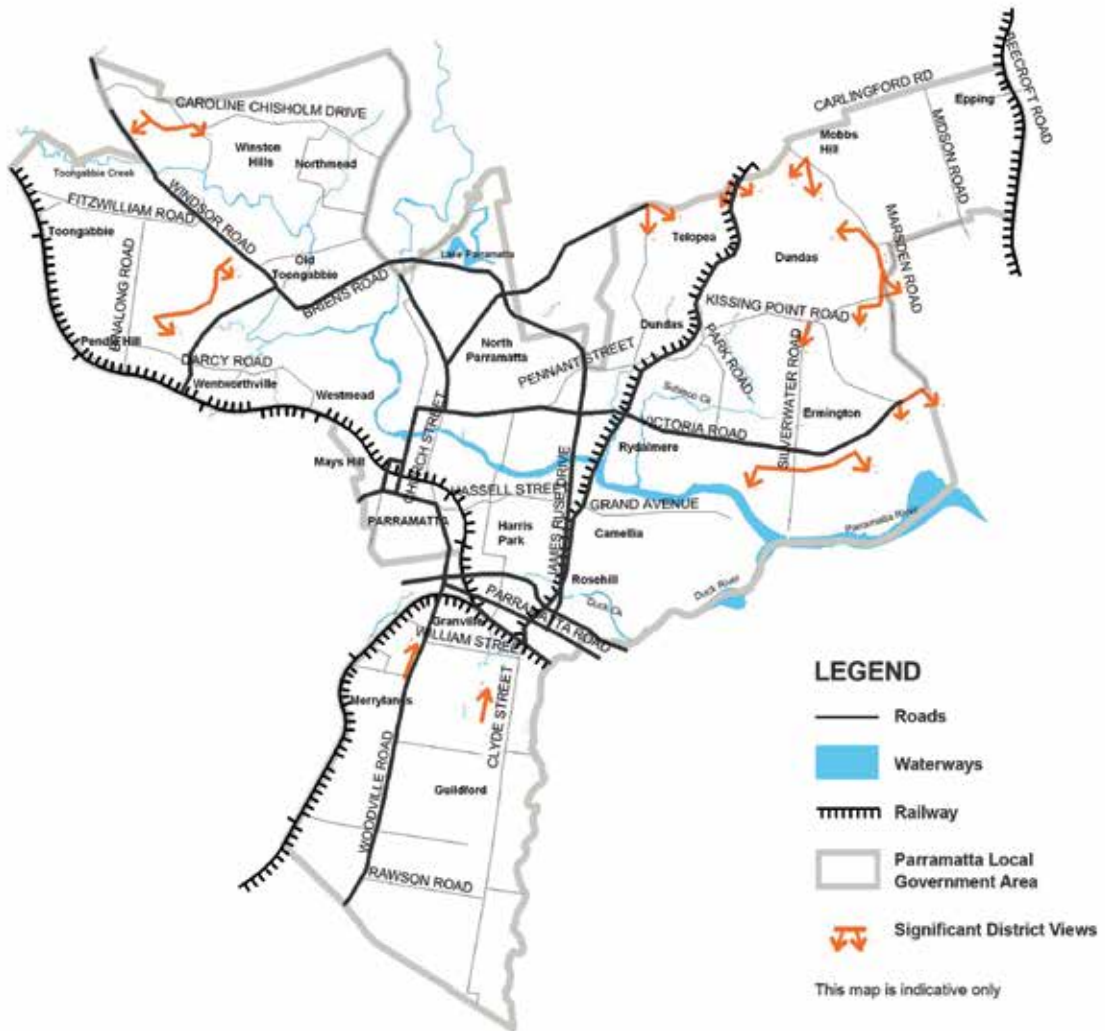 BEECROFT ROAD
CARLINGFORD RD
Epping
CAROLINE CHISHOLM DRIVE
Mobbs
Hill
MIDSON ROAD
Winston
Hills
Northmead
Toongabbie Creek
WINDSOR ROAD
FITZWILLIAM ROAD
Toongabbie
Telopea
Dundas
MARSDEN ROAD
Old
Toongabbie
Lake Parramatta
BINALONG ROAD
BRIENS ROAD
KISSING POINT ROAD
Dundas
PARK ROAD
SILVERWATER ROAD
North
Parramatta
PENNANT STREET
Pendle Hill
DARCY ROAD
Wentworthville
Westmead
Subiaco Ck
Ermington
VICTORIA ROAD
Rydalmere
CHURCH STREET
Mays Hill
HASSELL STREET
JAMES RUSE DRIVE
GRAND AVENUE
PARRAMATTA
Harris
Park
Camellia
Parramatta River
Rosehill
Duck River
PARRAMATTA ROAD
Duck Ck
Granville
WILLIAM STREET
Merrylands
CLYDE STREET
WOODVILLE ROAD
Guildford
RAWSON ROAD
LEGEND
Roads
Waterways
Railway
Parramatta Local
Government Area
Significant District Views
This map is indicative only